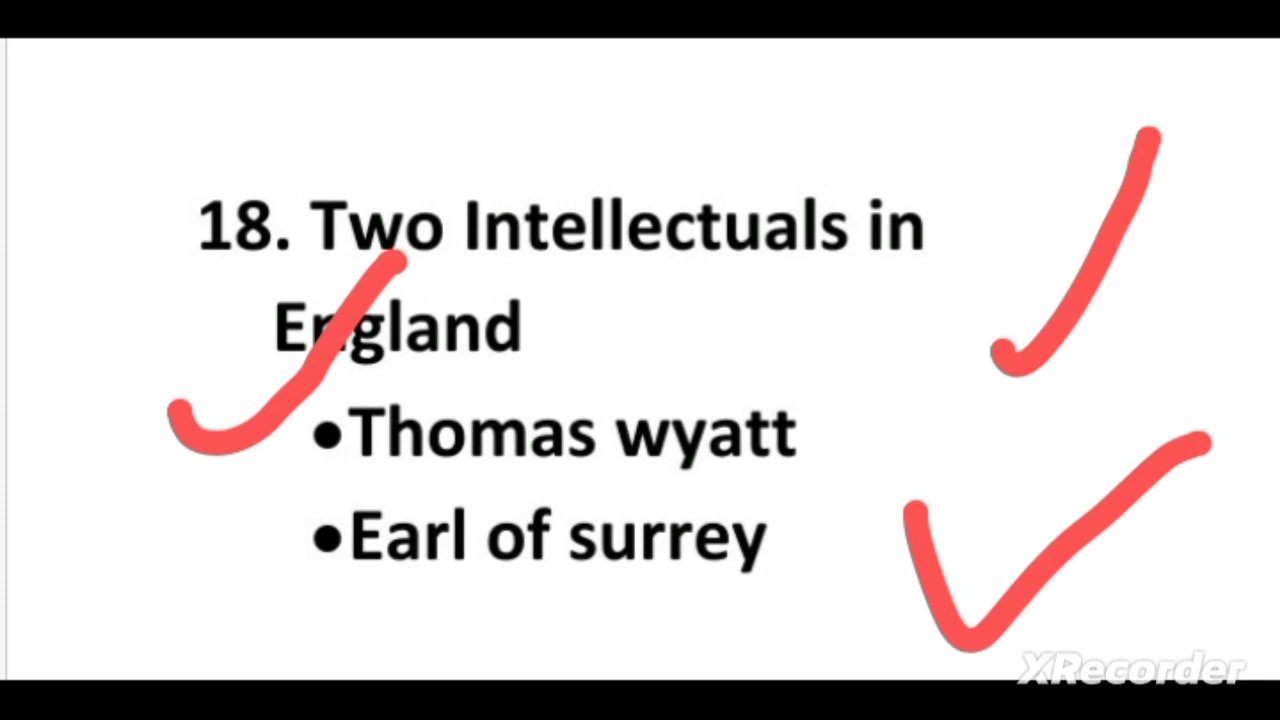 18. Two Intellectuals in
England
•Thomas wyatt
•Earl of surrey
XRecorder